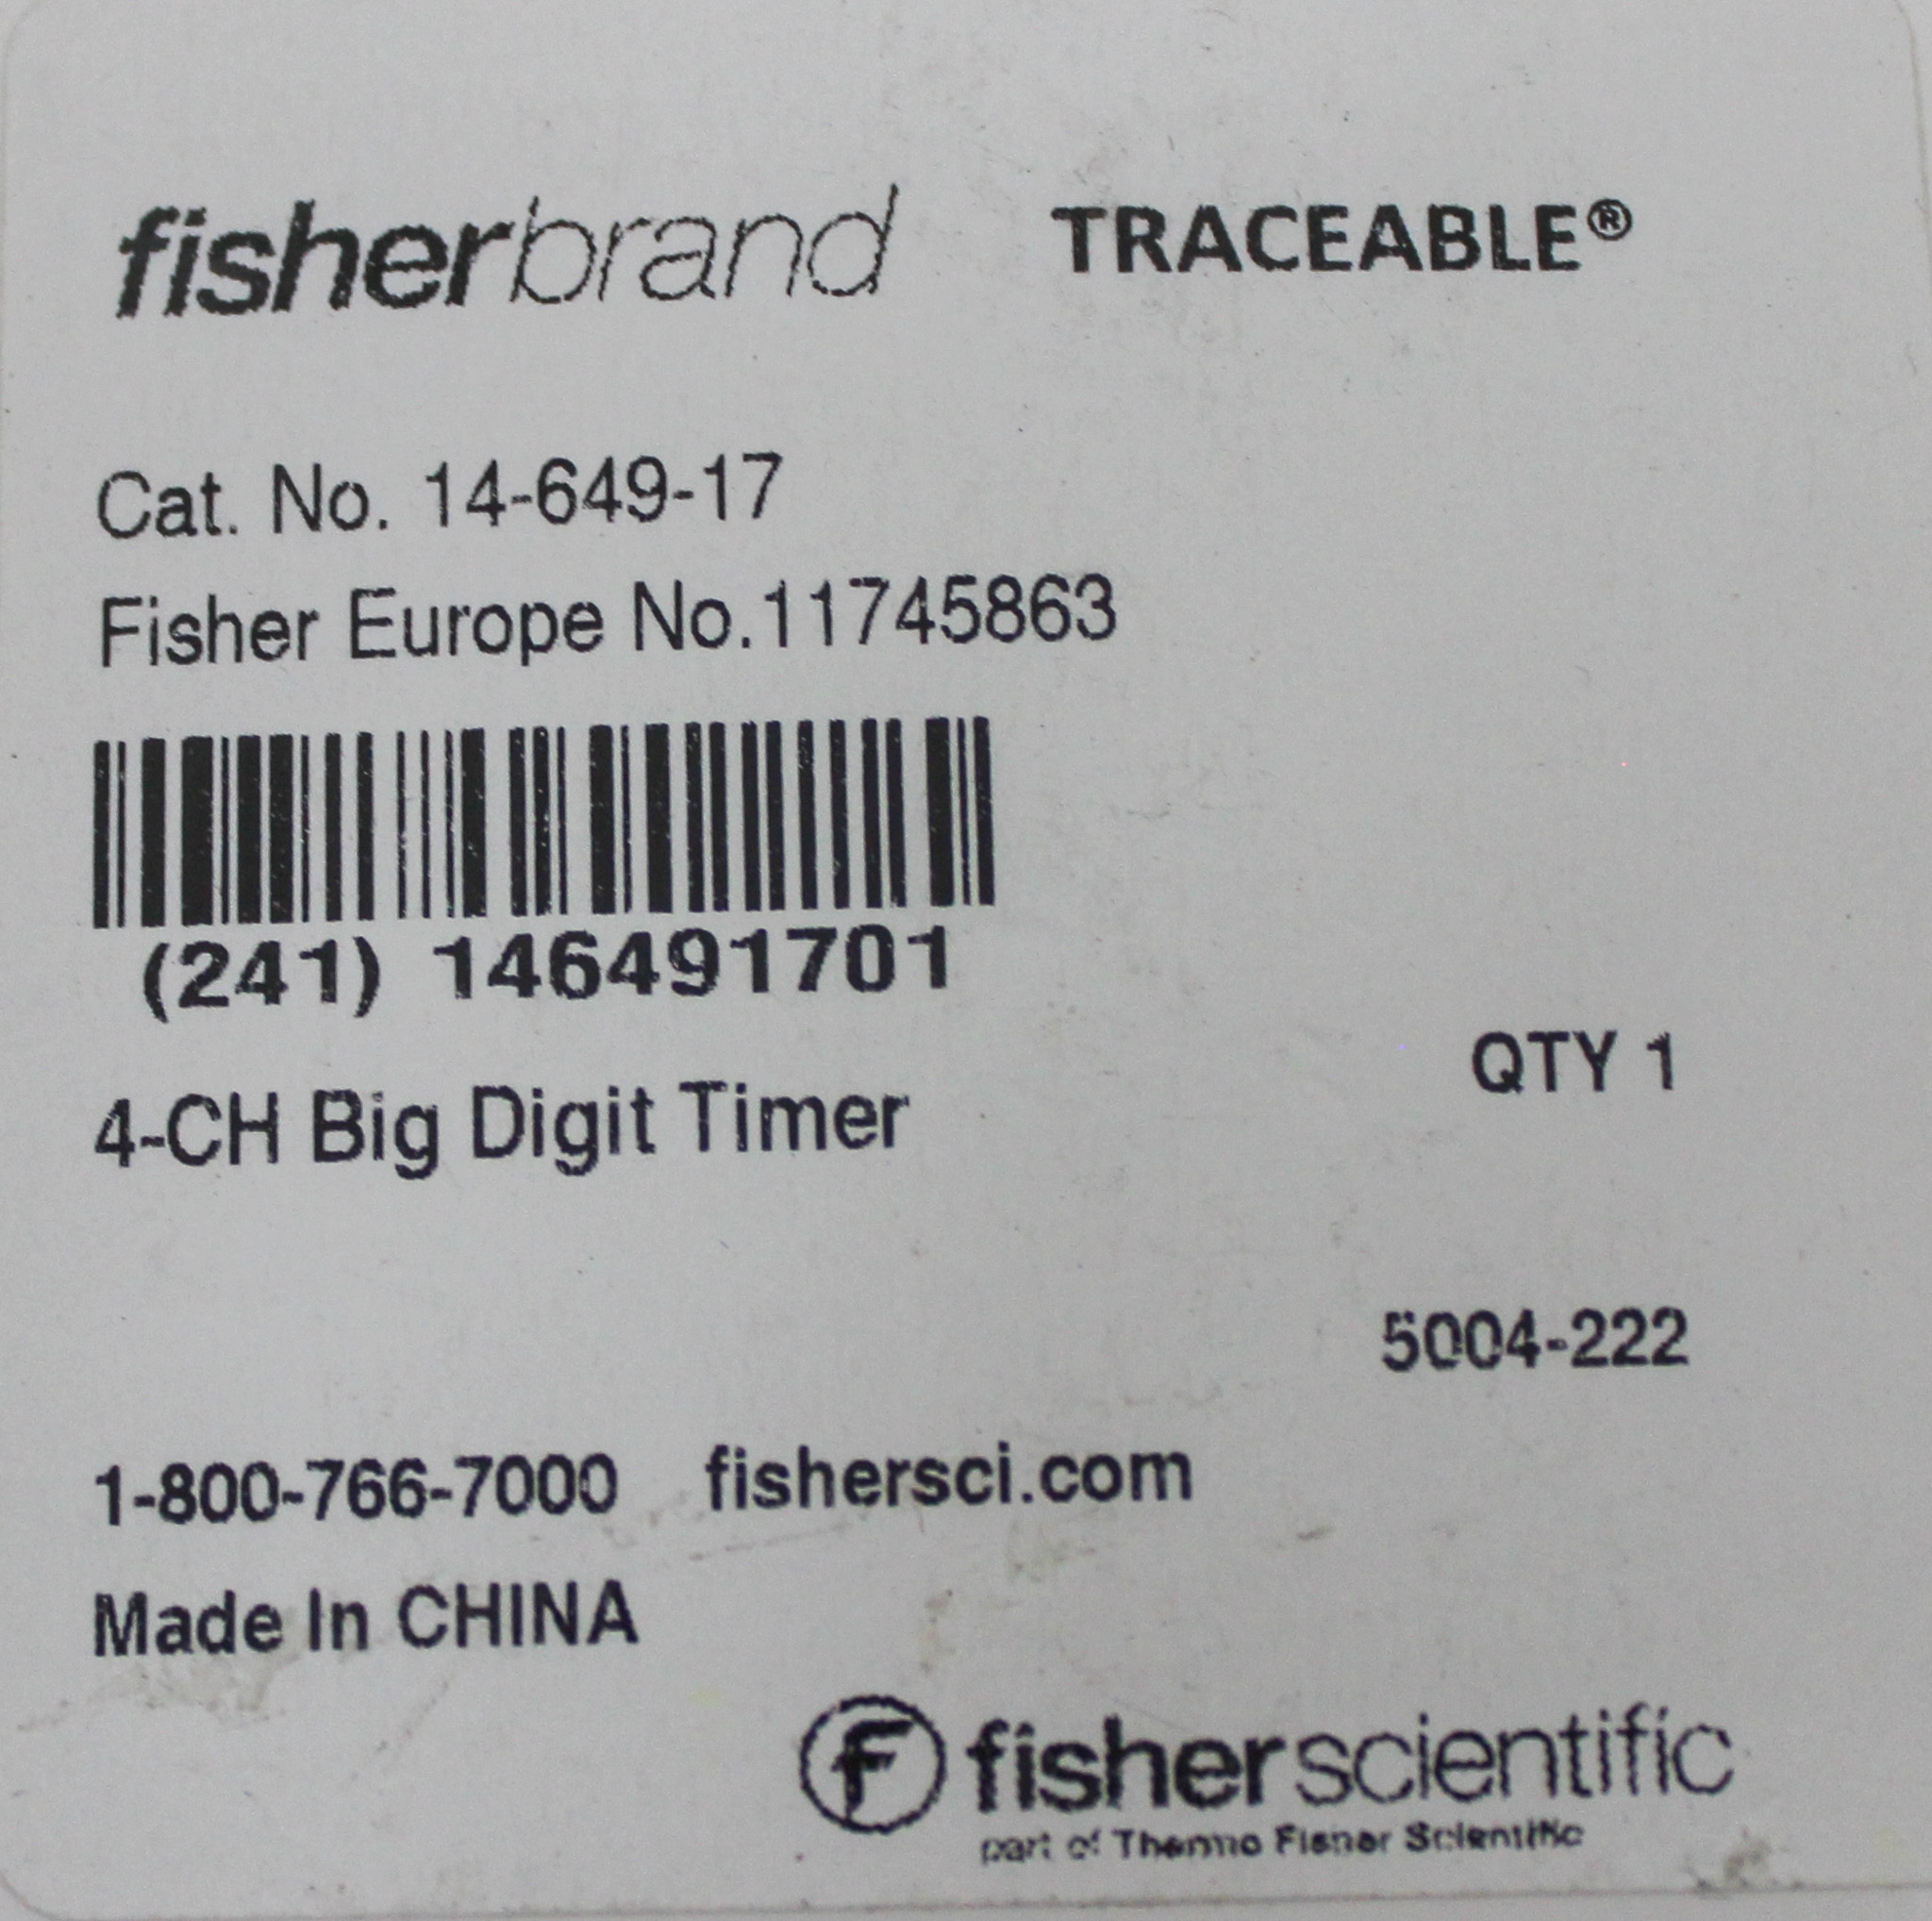 fisherbrand TRACEABLE®
Cat. No. 14-649-17
Fisher Europe No.11745863
(241) 146491701
QTY 1
4-CH Big Digit Timer
5004-222
1-800-766-7000 fishersci.com
Made In CHINA
F fisherscientific
part of Thermo Fisher Scientific